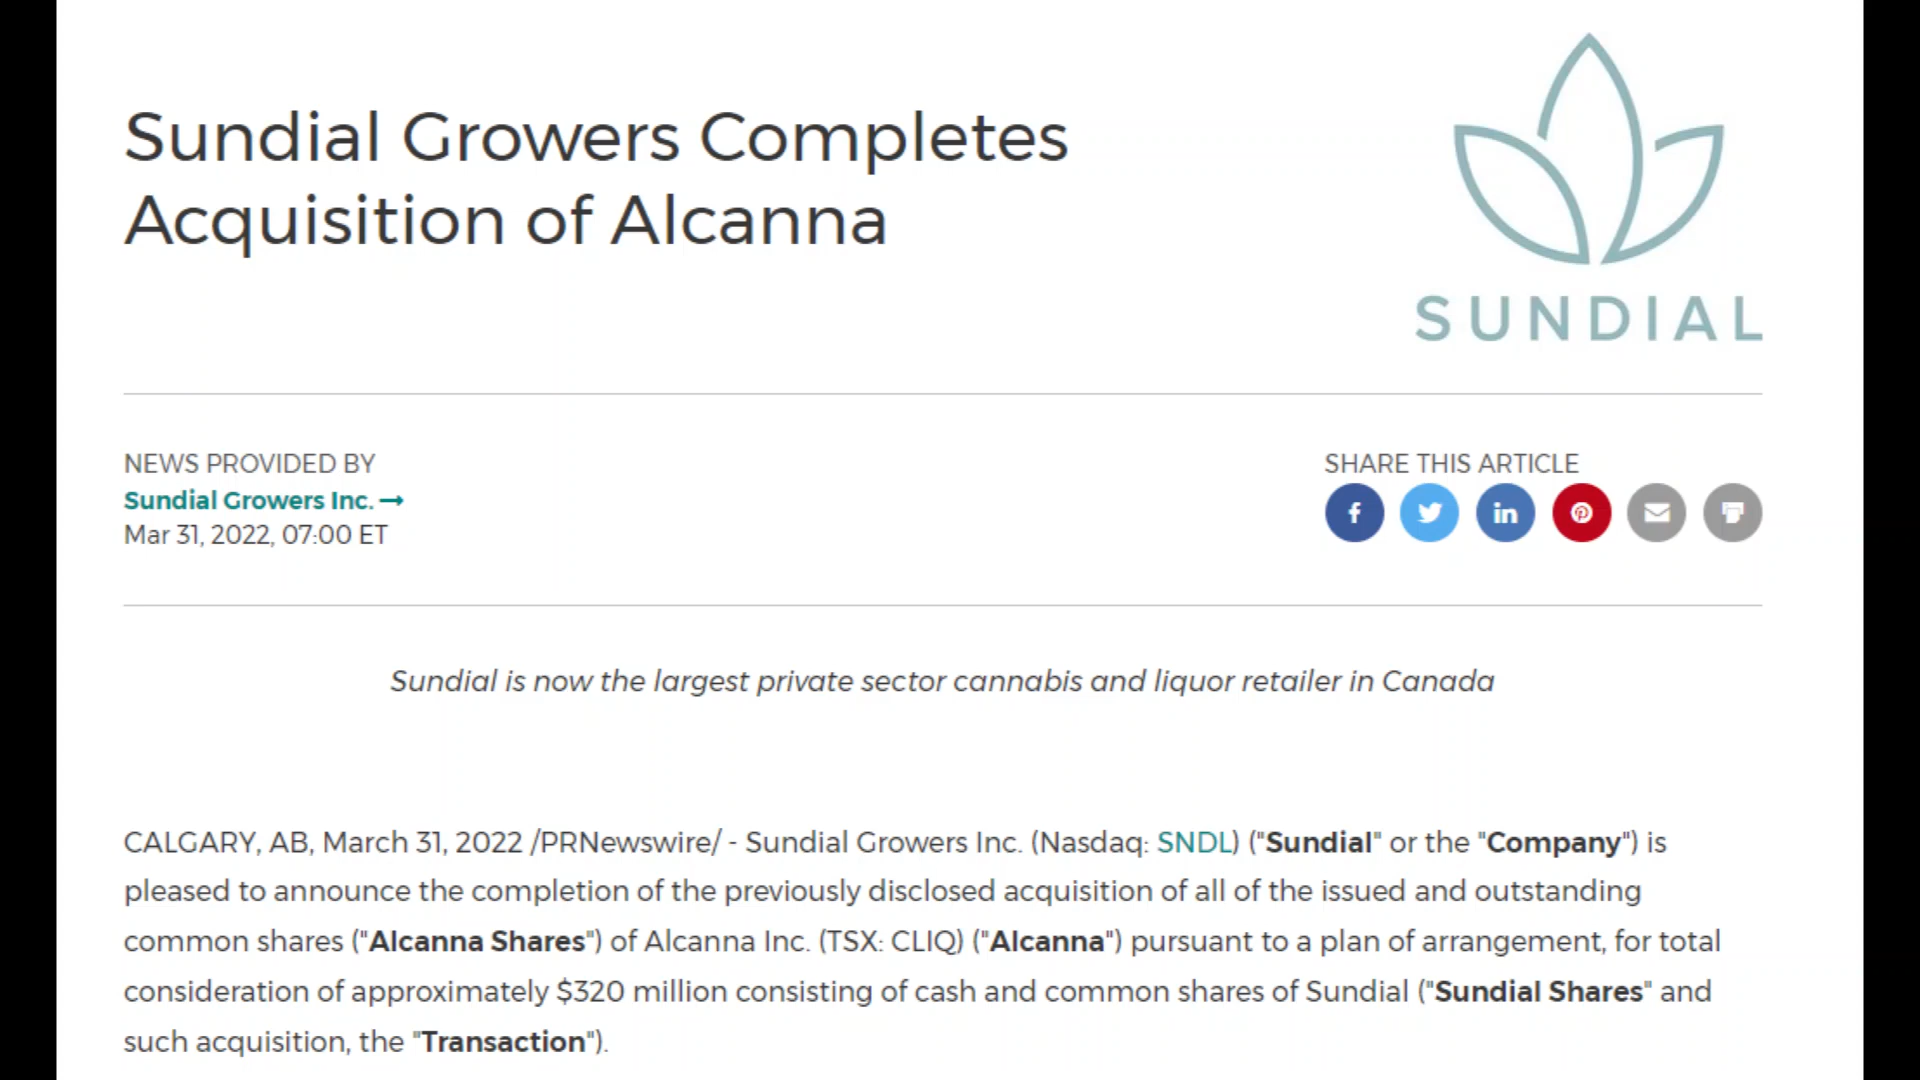 Sundial Growers Completes
Acquisition of Alcanna
SUNDIAL
NEWS PROVIDED BY
Sundial Growers Inc. →
Mar 31, 2022, 07:00 ET
SHARE THIS ARTICLE
Sundial is now the largest private sector cannabis and liquor retailer in Canada
CALGARY, AB, March 31, 2022 /PRNewswire/ - Sundial Growers Inc. (Nasdaq: SNDL) ("Sundial" or the "Company") is
pleased to announce the completion of the previously disclosed acquisition of all of the issued and outstanding
common shares ("Alcanna Shares") of Alcanna Inc. (TSX: CLIQ) ("Alcanna") pursuant to a plan of arrangement, for total
consideration of approximately $320 million consisting of cash and common shares of Sundial ("Sundial Shares" and
such acquisition, the "Transaction").